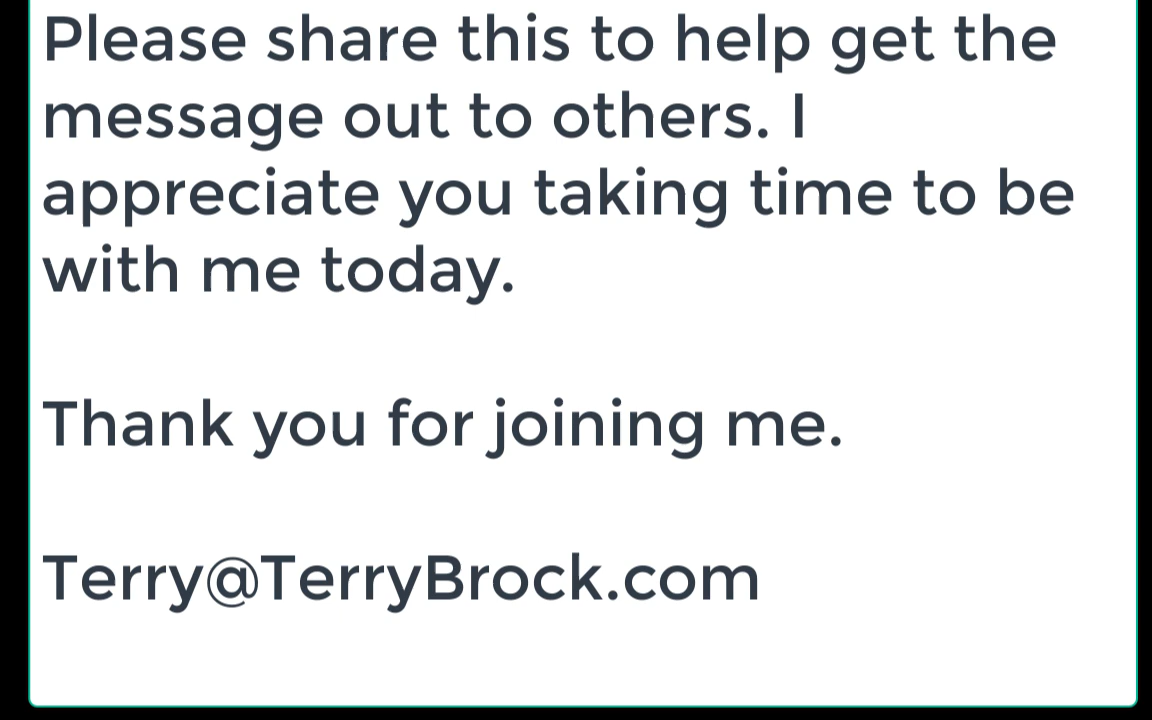 Please share this to help get the
message out to others. I
appreciate you taking time to be
with me today.
Thank you for joining me.
Terry@TerryBrock.com